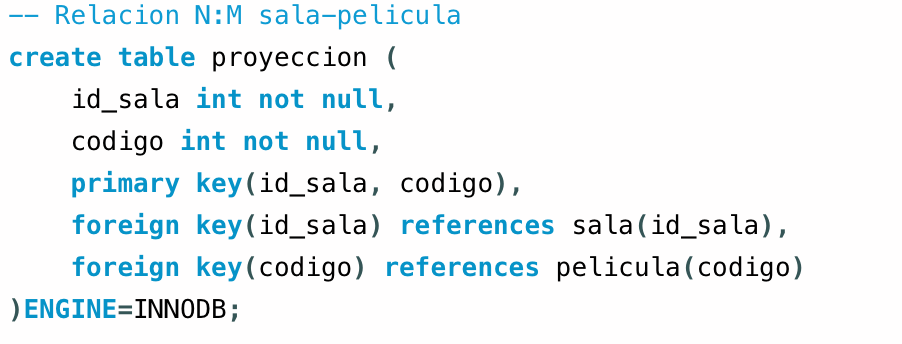 -- Relacion N:M sala-pelicula
create table proyeccion (
    id_sala int not null,
    codigo int not null,
    primary key(id_sala, codigo),
    foreign key(id_sala) references sala(id_sala),
    foreign key(codigo) references pelicula(codigo)
)ENGINE=INNODB;